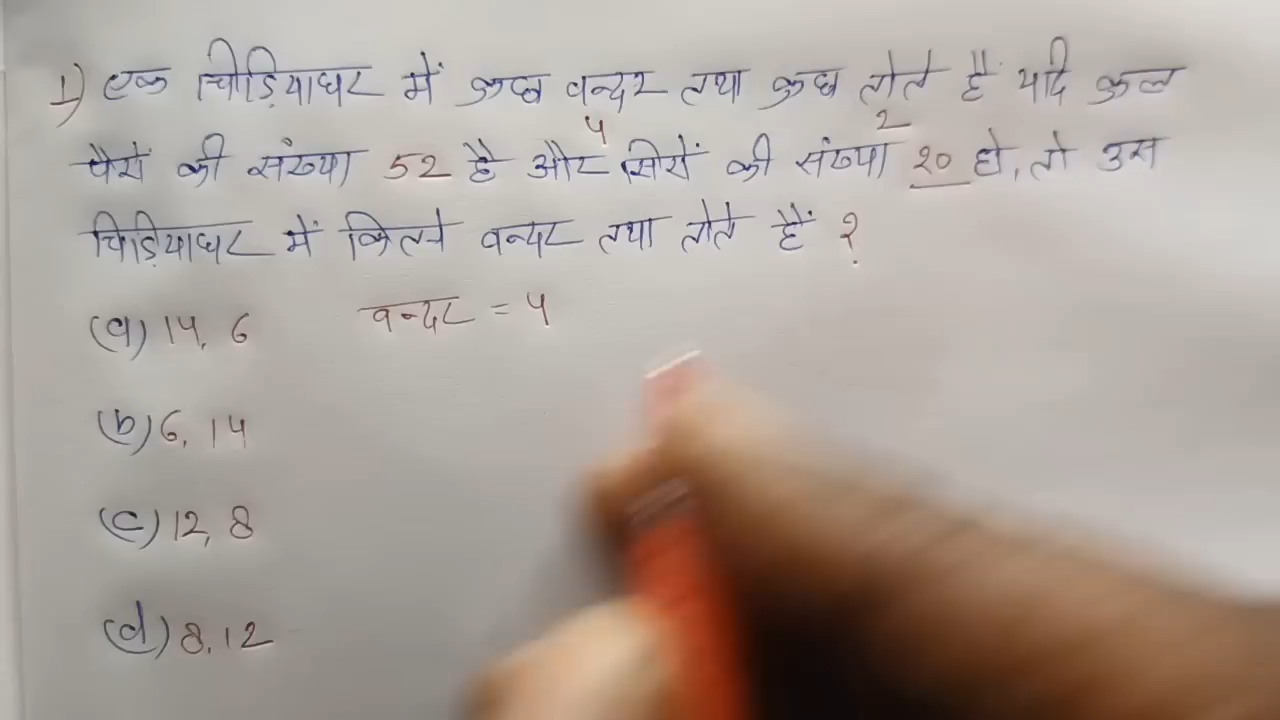 1) एक चिड़ियाघर में कुछ बन्दर तथा कुछ तोते हैं यदि कुल
4 2
पैरों की संख्या 52 है और सिरों की संख्या 20 हो, तो उस
चिड़ियाघर में कितने बन्दर तथा तोते हैं ?
(a) 14, 6 बन्दर = 4
(b) 6, 14
(c) 12, 8
(d) 8, 12